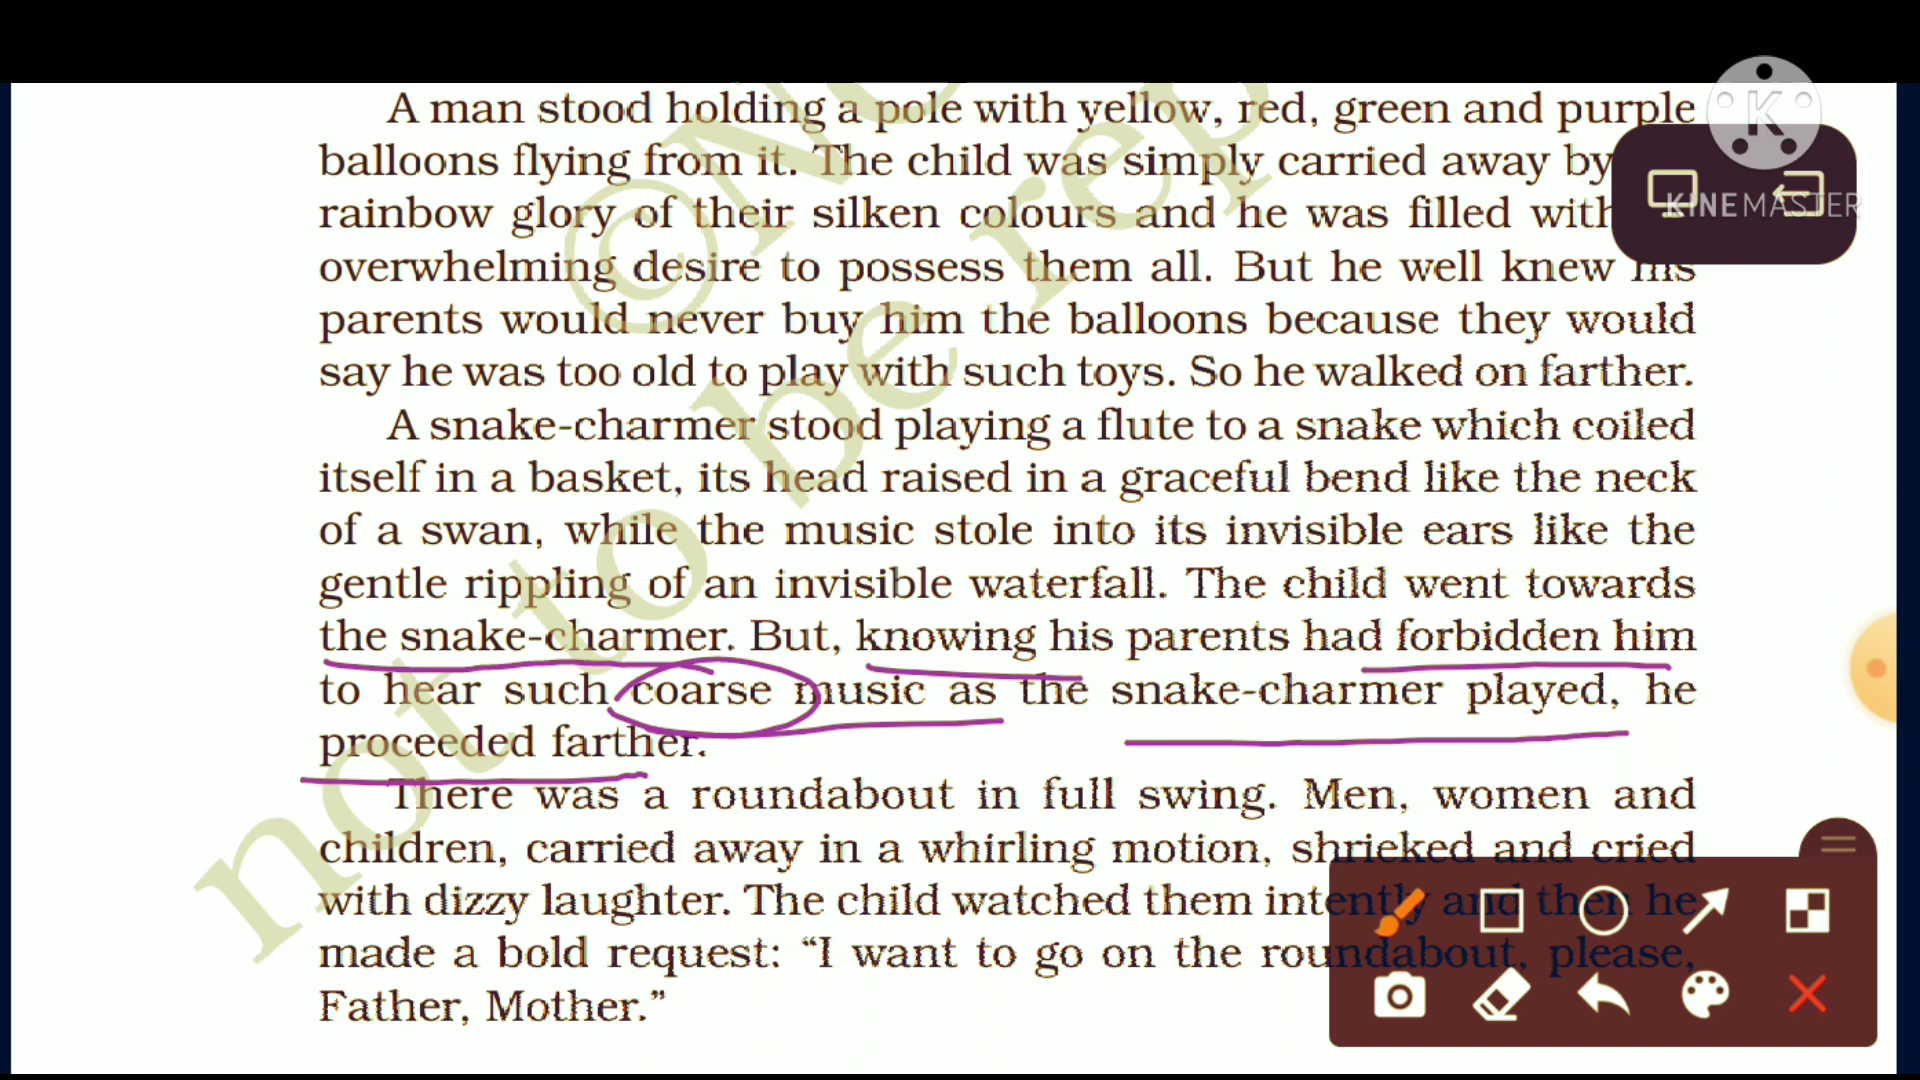 A man stood holding a pole with yellow, red, green and purple
balloons flying from it. The child was simply carried away by
rainbow glory of their silken colours and he was filled with
overwhelming desire to possess them all. But he well knew his
parents would never buy him the balloons because they would
say he was too old to play with such toys. So he walked on farther.
A snake-charmer stood playing a flute to a snake which coiled
itself in a basket, its head raised in a graceful bend like the neck
of a swan, while the music stole into its invisible ears like the
gentle rippling of an invisible waterfall. The child went towards
the snake-charmer. But, knowing his parents had forbidden him
to hear such coarse music as the snake-charmer played, he
proceeded farther.
There was a roundabout in full swing. Men, women and
children, carried away in a whirling motion, shrieked and cried
with dizzy laughter. The child watched them intently and then he
made a bold request: “I want to go on the roundabout, please,
Father, Mother.”
K
KINEMASTER
not to be rep